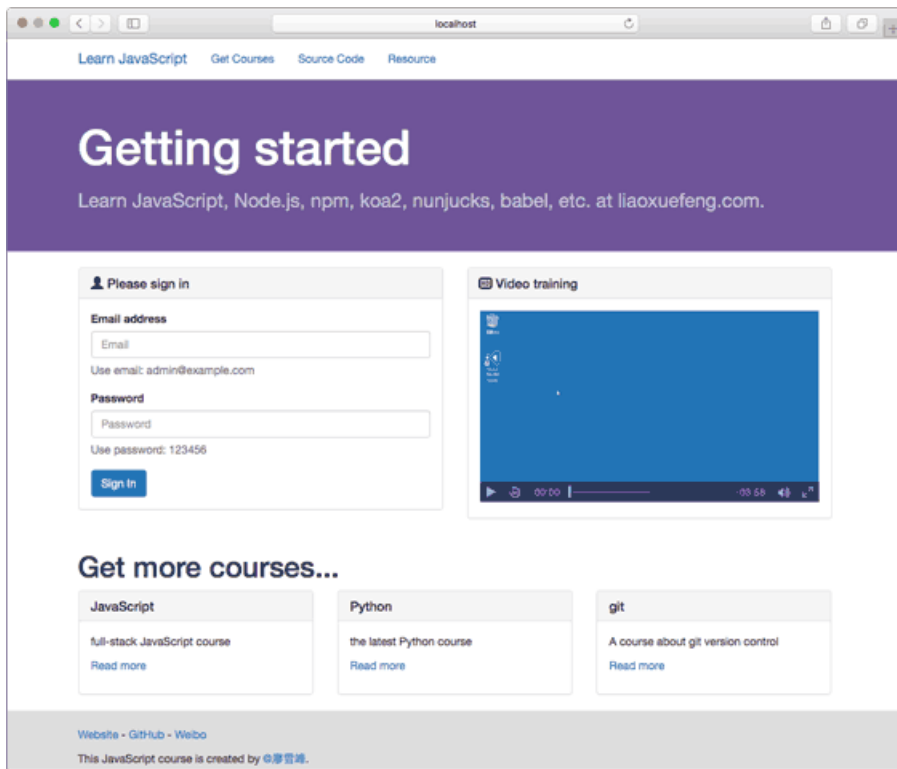 localhost
Learn JavaScript Get Courses Source Code Resource
Getting started
Learn JavaScript, Node.js, npm, koa2, nunjucks, babel, etc. at liaoxuefeng.com.
Please sign in
Email address
Email
Use email: admin@example.com
Password
Password
Use password: 123456
Sign In
Video training
00:00 -03:58
Get more courses...
JavaScript
full-stack JavaScript course
Read more
Python
the latest Python course
Read more
git
A course about git version control
Read more
Website - GitHub - Weibo
This JavaScript course is created by @廖雪峰.